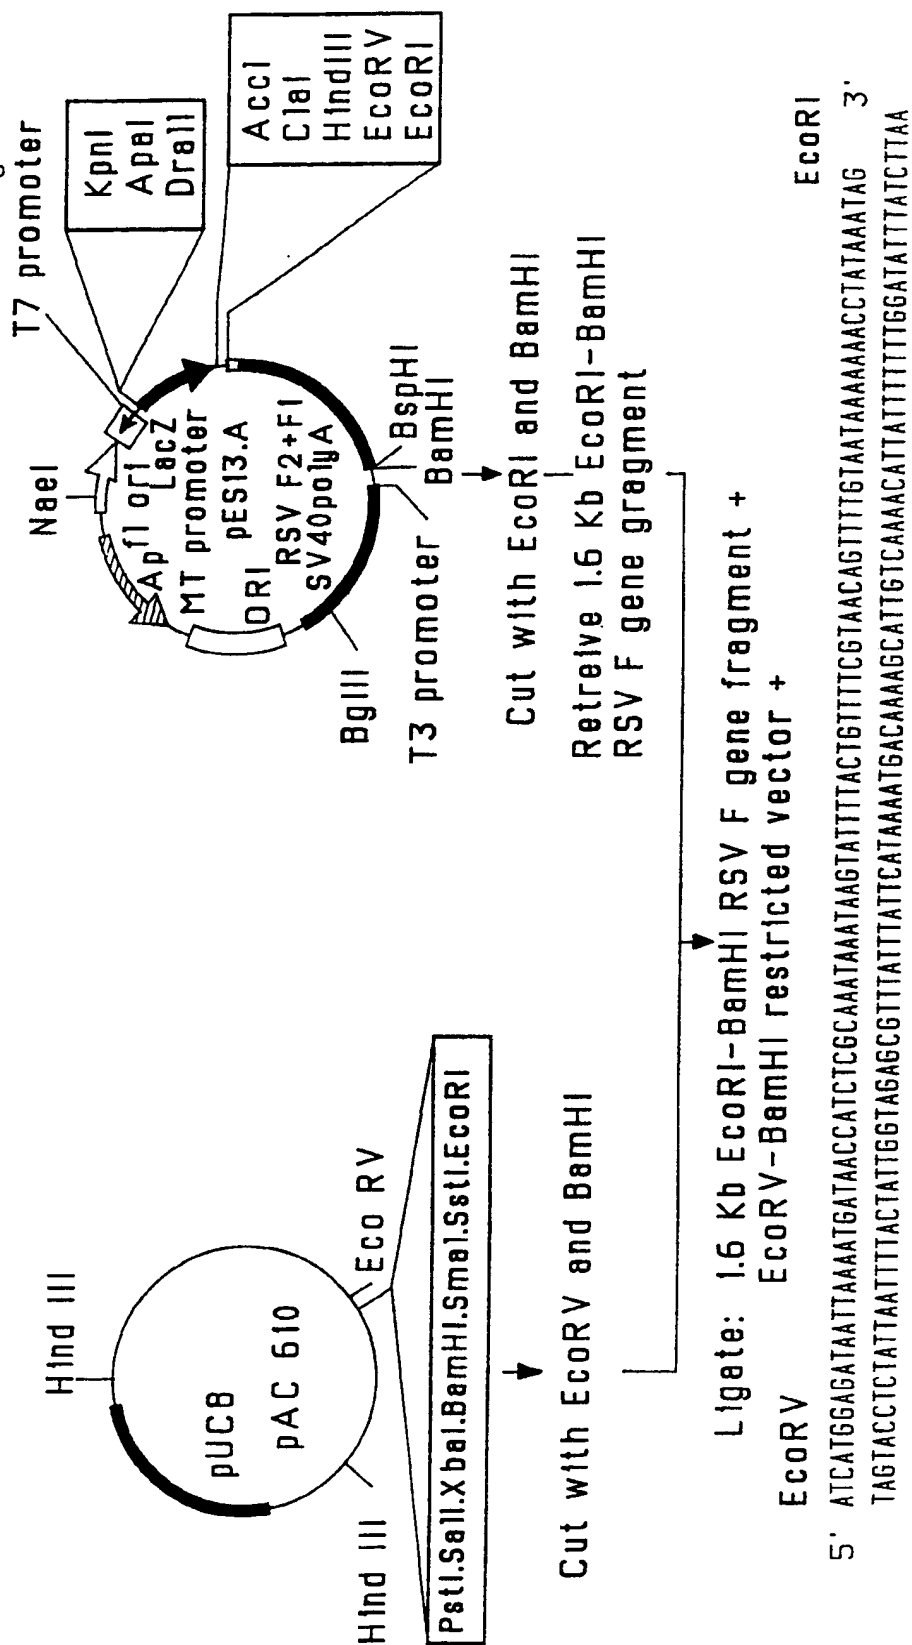 Hind III
pUC8
pAC 610
Hind III
Eco RV
PstI.SalI.XbaI.BamHI.SmaI.SstI.EcoRI
Cut with EcoRV and BamHI
T7 promoter
KpnI
ApaI
DraII
NaeI
Ap
f1 ori
LacZ
MT promoter
pES13.A
ORI
RSV F2+F1
SV40polyA
AccI
ClaI
HindIII
EcoRV
EcoRI
BspHI
BamHI
BglII
T3 promoter
Cut with EcoRI and BamHI
Retreive 1.6 Kb EcoRI-BamHI
RSV F gene gragment
Ligate: 1.6 Kb EcoRI-BamHI RSV F gene fragment +
EcoRV-BamHI restricted vector +
EcoRV
EcoRI
5' ATCATGGAGATAATTAAAATGATAACCATCTCGCAAATAAATAAGTATTTTACTGTTTTCGTAACAGTTTTGTAATAAAAAAACCTATAAATAG 3'
TAGTACCTCTATTAATTTTACTATTGGTAGAGCGTTTATTTATTCATAAAATGACAAAAGCATTGTCAAAACATTATTTTTTTGGATATTTATCTTAA